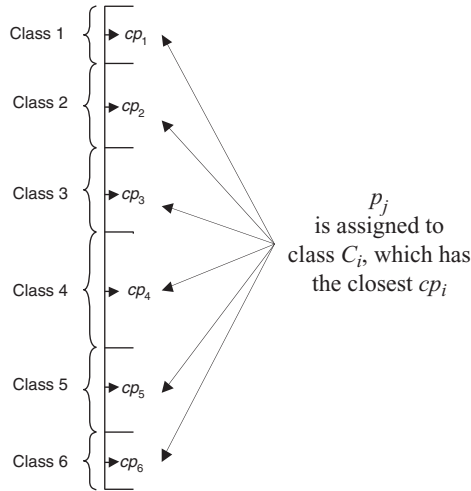 Class 1
cp1
Class 2
cp2
Class 3
cp3
Class 4
cp4
Class 5
cp5
Class 6
cp6
pj
is assigned to
class Ci, which has
the closest cpi